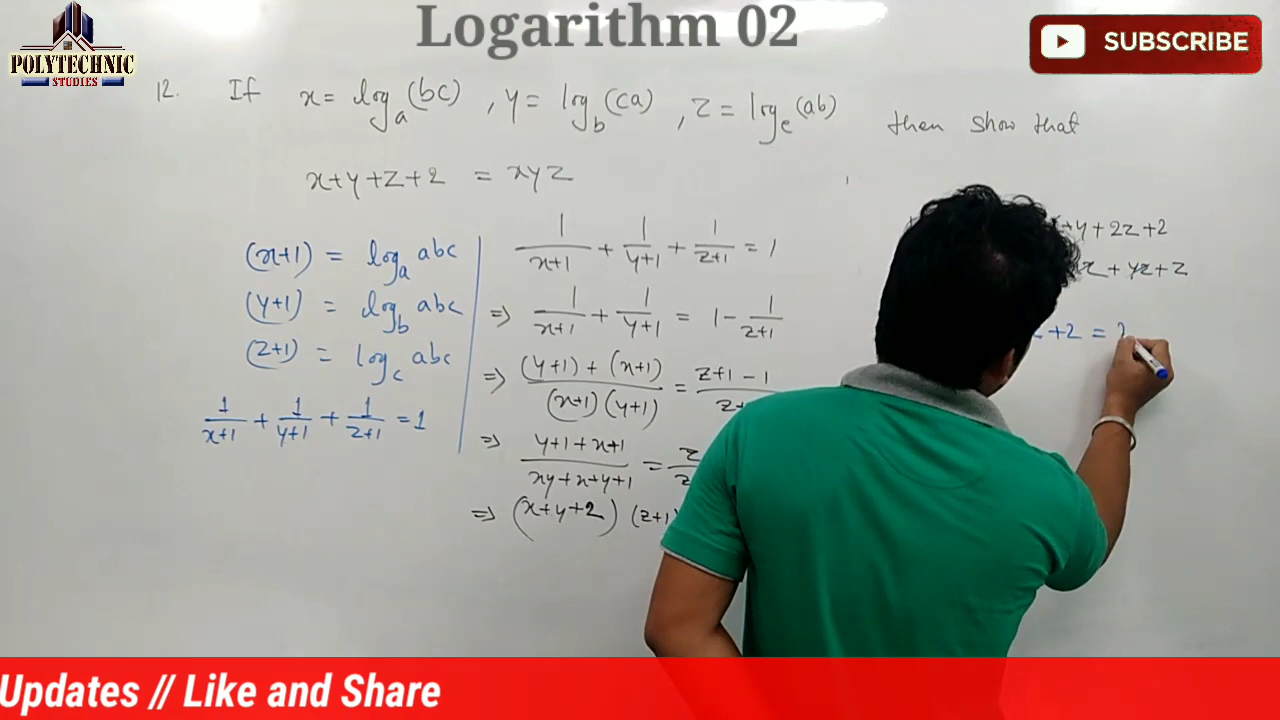 Logarithm 02
POLYTECHNIC
STUDIES
SUBSCRIBE
12. If x = log_a (bc) , y = log_b (ca) , z = log_c (ab) then show that
x+y+z+2 = xyz
(x+1) = log_a abc
(y+1) = log_b abc
(z+1) = log_c abc
1/(x+1) + 1/(y+1) + 1/(z+1) = 1
1/(x+1) + 1/(y+1) + 1/(z+1) = 1
⇒ 1/(x+1) + 1/(y+1) = 1 - 1/(z+1)
⇒ ((y+1) + (x+1))/((x+1)(y+1)) = (z+1-1)/
⇒ (y+1+x+1)/(xy+x+y+1) =
⇒ (x+y+2) (z+1)
+y+2z+2
+yz+z
+2 =
Updates // Like and Share